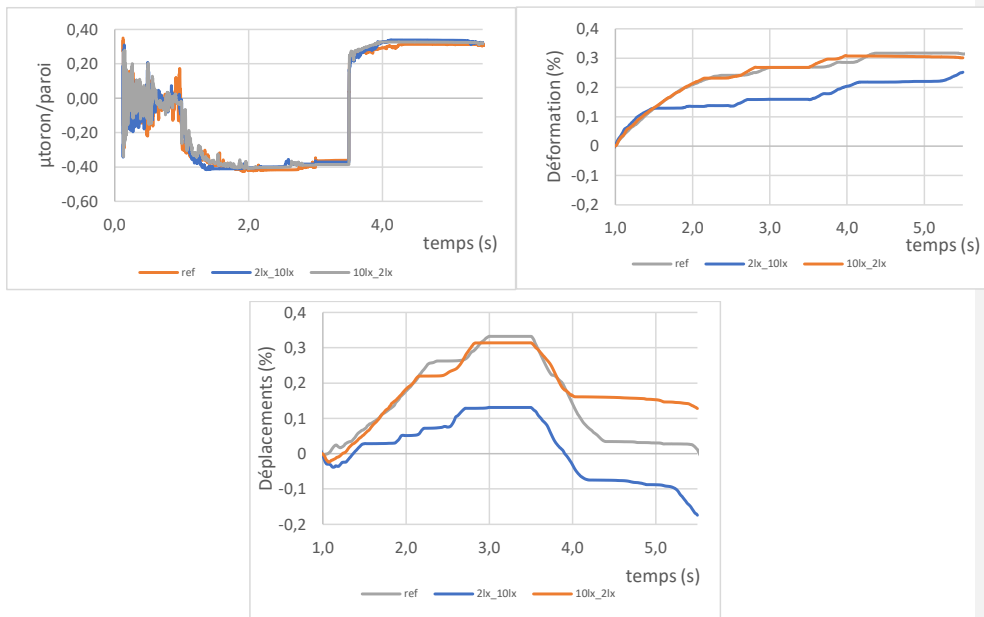 0,40
0,20
0,00
-0,20
-0,40
-0,60
µtoron/paroi
0,0 2,0 4,0
temps (s)
ref 2lx_10lx 10lx_2lx
0,4
0,3
0,2
0,1
0
-0,1
-0,2
Déformation (%)
1,0 2,0 3,0 4,0 5,0
temps (s)
ref 2lx_10lx 10lx_2lx
0,4
0,3
0,2
0,1
0
-0,1
-0,2
Déplacements (%)
1,0 2,0 3,0 4,0 5,0
temps (s)
ref 2lx_10lx 10lx_2lx